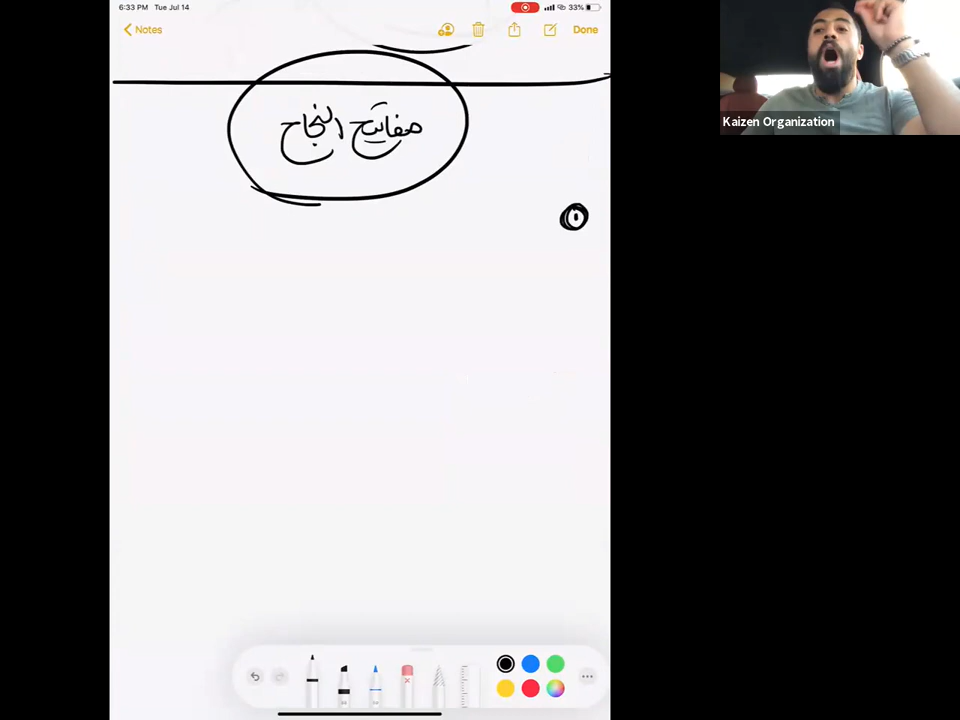 6:33 PM Tue Jul 14
33%
Notes
Done
مفاتيح النجاح
Kaizen Organization